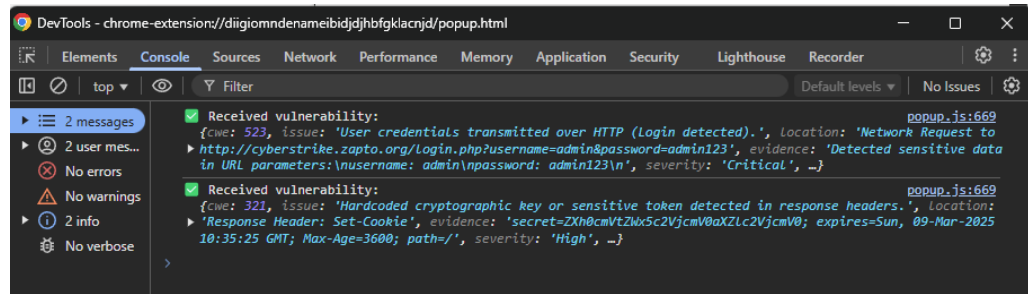 DevTools - chrome-extension://diigiomndenameibidjdjhbfgklacnjd/popup.html
Elements Console Sources Network Performance Memory Application Security Lighthouse Recorder
top Filter Default levels No Issues
2 messages
2 user mes...
No errors
No warnings
2 info
No verbose
Received vulnerability: popup.js:669
{cwe: 523, issue: 'User credentials transmitted over HTTP (Login detected).', location: 'Network Request to
http://cyberstrike.zapto.org/login.php?username=admin&password=admin123', evidence: 'Detected sensitive data
in URL parameters:\nusername: admin\npassword: admin123\n', severity: 'Critical', …}
Received vulnerability: popup.js:669
{cwe: 321, issue: 'Hardcoded cryptographic key or sensitive token detected in response headers.', location:
'Response Header: Set-Cookie', evidence: 'secret=ZXh0cmVtZWx5c2VjcmV0aXZlc2VjcmV0; expires=Sun, 09-Mar-2025
10:35:25 GMT; Max-Age=3600; path=/', severity: 'High', …}